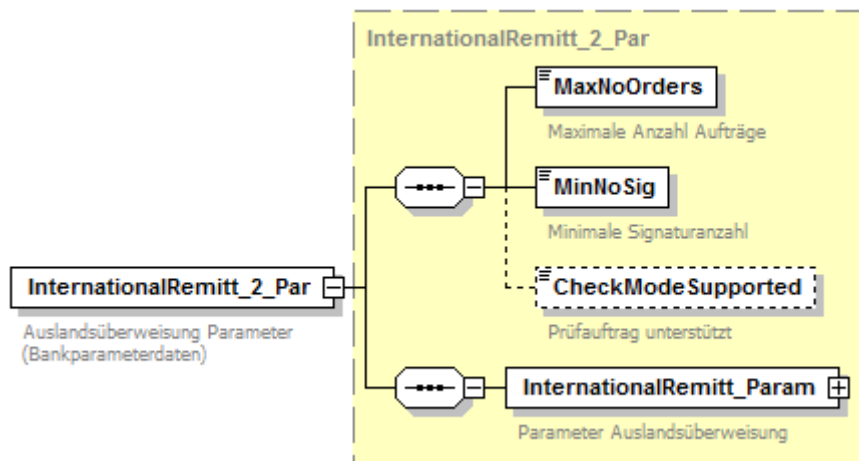 InternationalRemitt_2_Par
MaxNoOrders
Maximale Anzahl Aufträge
MinNoSig
Minimale Signaturanzahl
InternationalRemitt_2_Par
Auslandsüberweisung Parameter
(Bankparameterdaten)
CheckModeSupported
Prüfauftrag unterstützt
InternationalRemitt_Param
Parameter Auslandsüberweisung